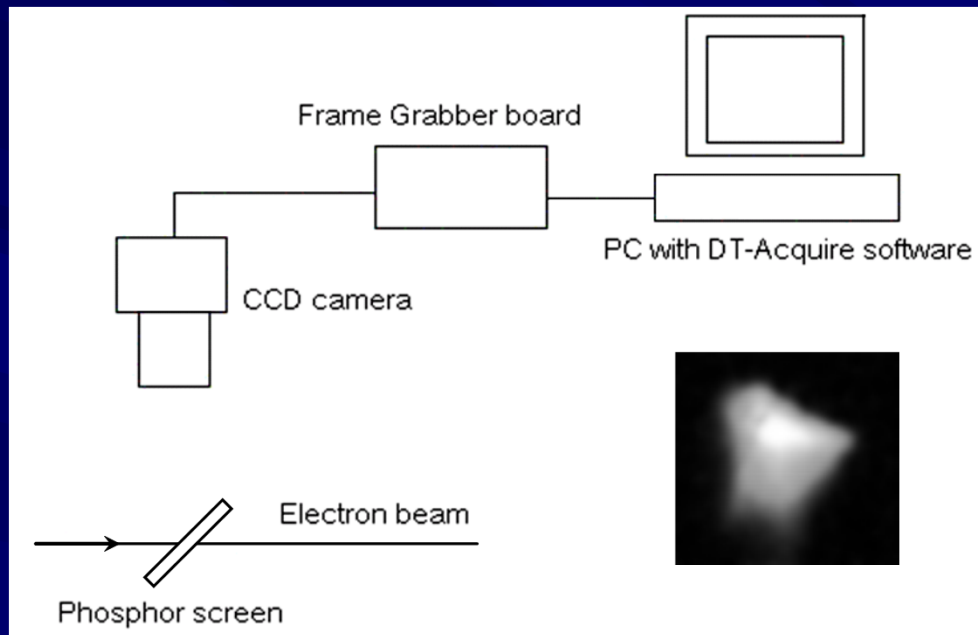 Frame Grabber board
PC with DT-Acquire software
CCD camera
Electron beam
Phosphor screen